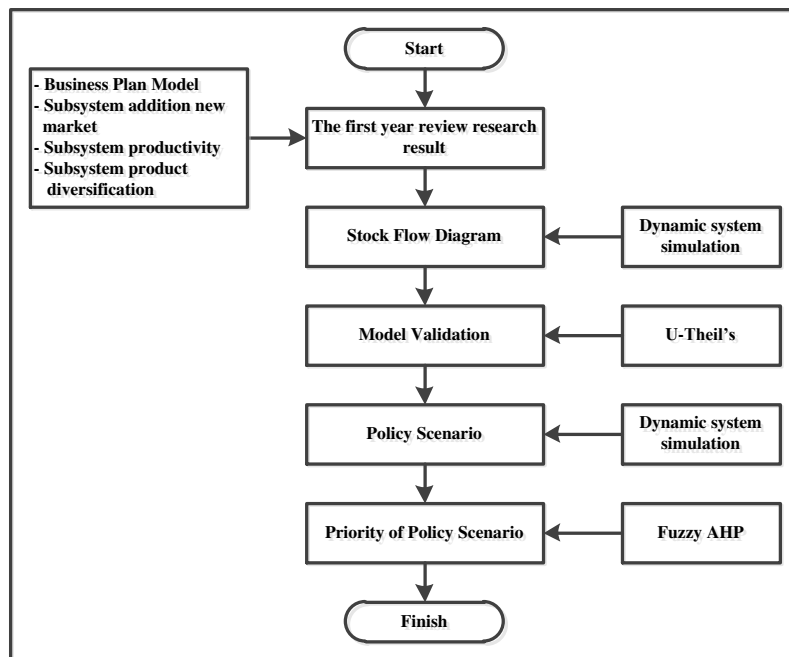 Start
- Business Plan Model
- Subsystem addition new
market
- Subsystem productivity
- Subsystem product
diversification
The first year review research
result
Stock Flow Diagram
Dynamic system
simulation
Model Validation
U-Theil's
Policy Scenario
Dynamic system
simulation
Priority of Policy Scenario
Fuzzy AHP
Finish